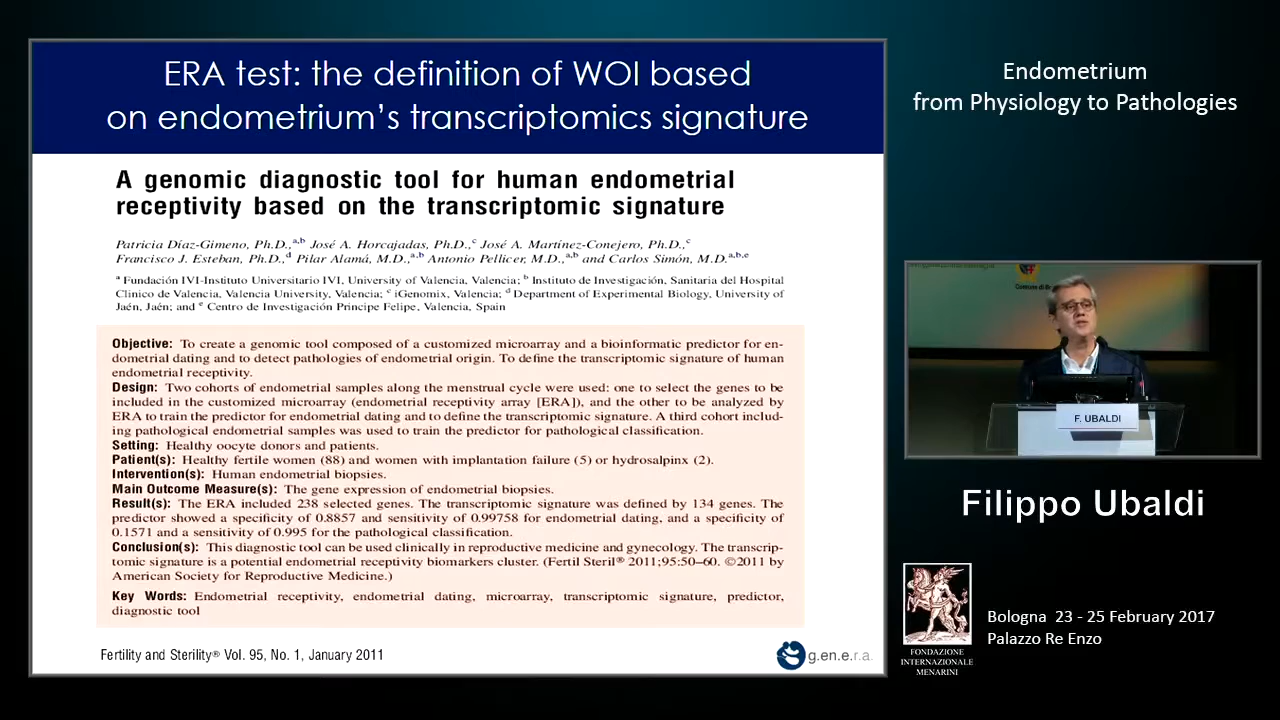 ERA test: the definition of WOI based
on endometrium's transcriptomics signature
A genomic diagnostic tool for human endometrial
receptivity based on the transcriptomic signature
Patricia Díaz-Gimeno, Ph.D.,a,b José A. Horcajadas, Ph.D.,c José A. Martínez-Conejero, Ph.D.,c
Francisco J. Esteban, Ph.D.,d Pilar Alamá, M.D.,a,b Antonio Pellicer, M.D.,a,b and Carlos Simón, M.D.a,b,e
a Fundación IVI-Instituto Universitario IVI, University of Valencia, Valencia; b Instituto de Investigación, Sanitaria del Hospital
Clinico de Valencia, Valencia University, Valencia; c iGenomix, Valencia; d Department of Experimental Biology, University of
Jaén, Jaén; and e Centro de Investigación Principe Felipe, Valencia, Spain
Objective: To create a genomic tool composed of a customized microarray and a bioinformatic predictor for en-
dometrial dating and to detect pathologies of endometrial origin. To define the transcriptomic signature of human
endometrial receptivity.
Design: Two cohorts of endometrial samples along the menstrual cycle were used: one to select the genes to be
included in the customized microarray (endometrial receptivity array [ERA]), and the other to be analyzed by
ERA to train the predictor for endometrial dating and to define the transcriptomic signature. A third cohort includ-
ing pathological endometrial samples was used to train the predictor for pathological classification.
Setting: Healthy oocyte donors and patients.
Patient(s): Healthy fertile women (88) and women with implantation failure (5) or hydrosalpinx (2).
Intervention(s): Human endometrial biopsies.
Main Outcome Measure(s): The gene expression of endometrial biopsies.
Result(s): The ERA included 238 selected genes. The transcriptomic signature was defined by 134 genes. The
predictor showed a specificity of 0.8857 and sensitivity of 0.99758 for endometrial dating, and a specificity of
0.1571 and a sensitivity of 0.995 for the pathological classification.
Conclusion(s): This diagnostic tool can be used clinically in reproductive medicine and gynecology. The transcrip-
tomic signature is a potential endometrial receptivity biomarkers cluster. (Fertil Steril® 2011;95:50–60. ©2011 by
American Society for Reproductive Medicine.)
Key Words: Endometrial receptivity, endometrial dating, microarray, transcriptomic signature, predictor,
diagnostic tool
Fertility and Sterility® Vol. 95, No. 1, January 2011
g.en.e.r.a.
Endometrium
from Physiology to Pathologies
F. UBALDI
Filippo Ubaldi
Bologna 23 - 25 February 2017
Palazzo Re Enzo
FONDAZIONE
INTERNAZIONALE
MENARINI